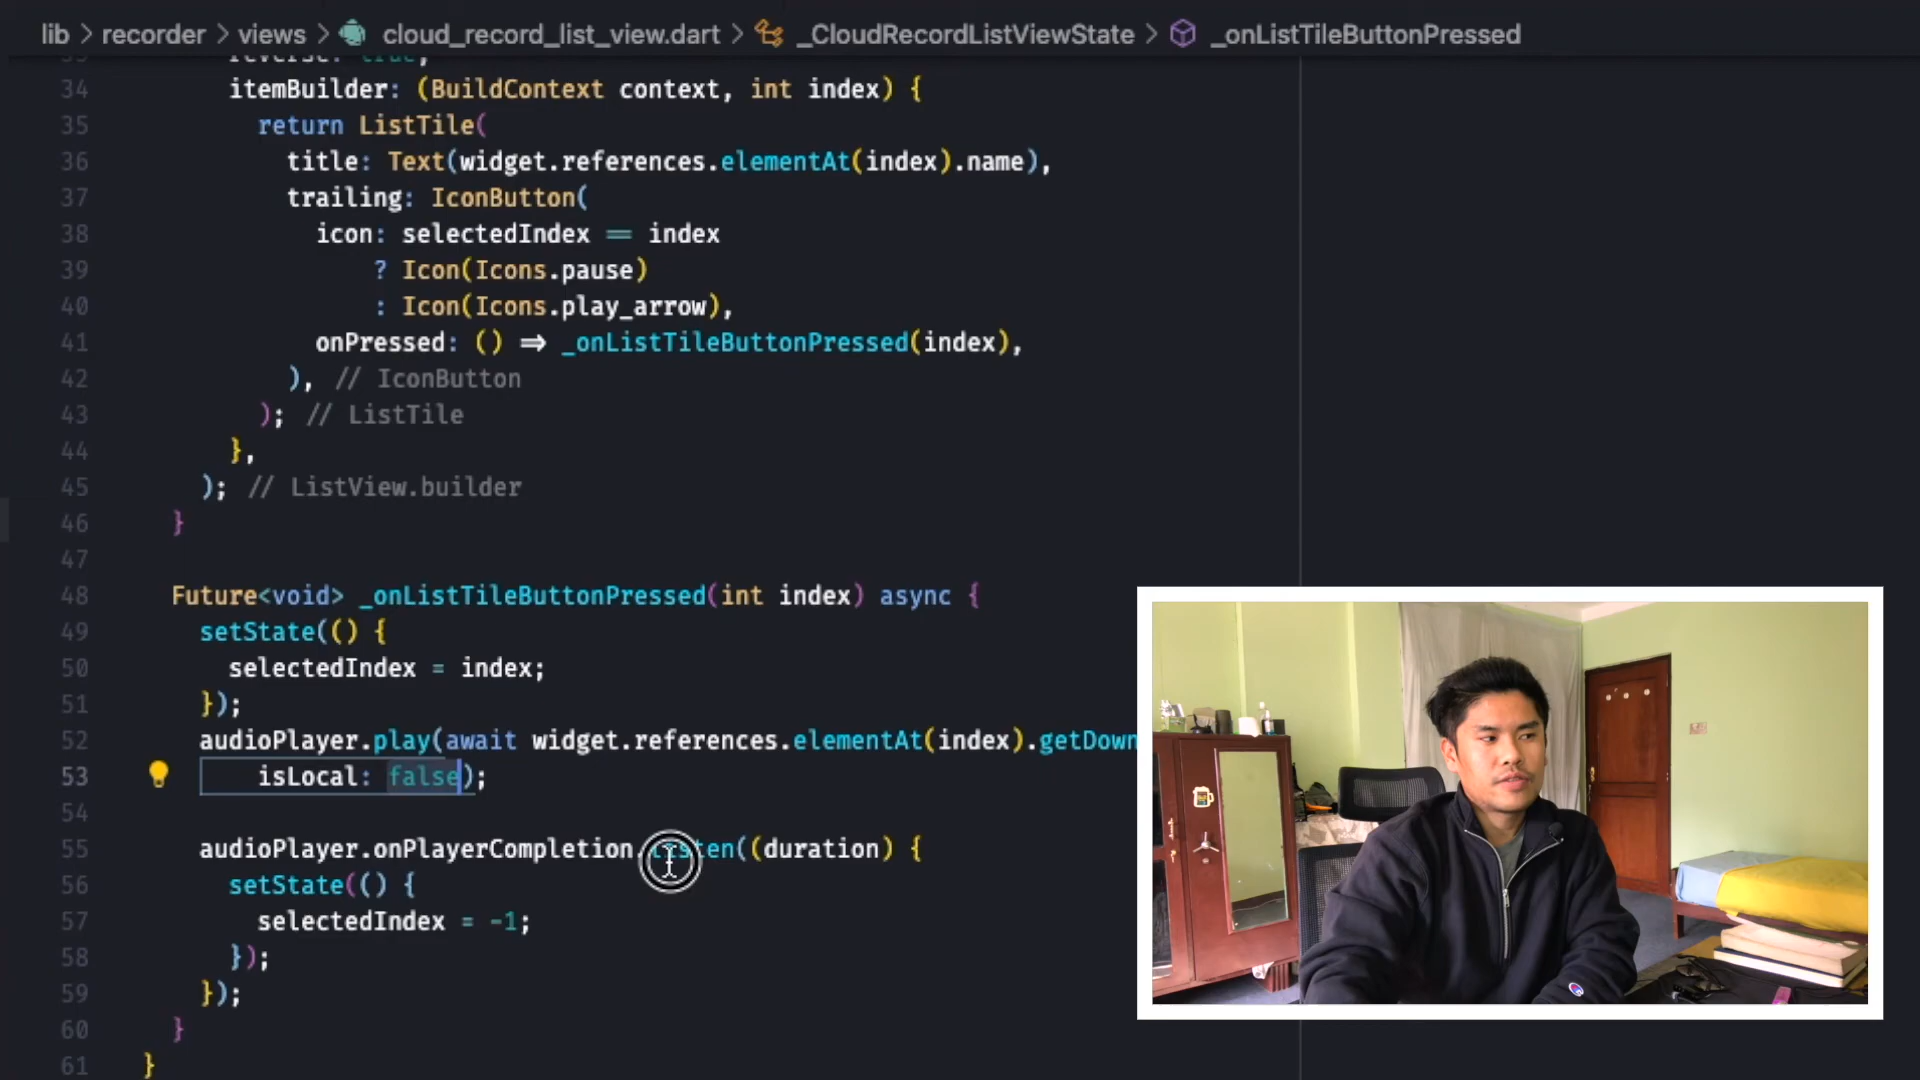 lib > recorder > views > cloud_record_list_view.dart > _CloudRecordListViewState > _onListTileButtonPressed
reverse: true,
34 itemBuilder: (BuildContext context, int index) {
35 return ListTile(
36 title: Text(widget.references.elementAt(index).name),
37 trailing: IconButton(
38 icon: selectedIndex == index
39 ? Icon(Icons.pause)
40 : Icon(Icons.play_arrow),
41 onPressed: () => _onListTileButtonPressed(index),
42 ), // IconButton
43 ); // ListTile
44 },
45 ); // ListView.builder
46 }
47
48 Future<void> _onListTileButtonPressed(int index) async {
49 setState(() {
50 selectedIndex = index;
51 });
52 audioPlayer.play(await widget.references.elementAt(index).getDown
53 isLocal: false);
54
55 audioPlayer.onPlayerCompletion.listen((duration) {
56 setState(() {
57 selectedIndex = -1;
58 });
59 });
60 }
61 }